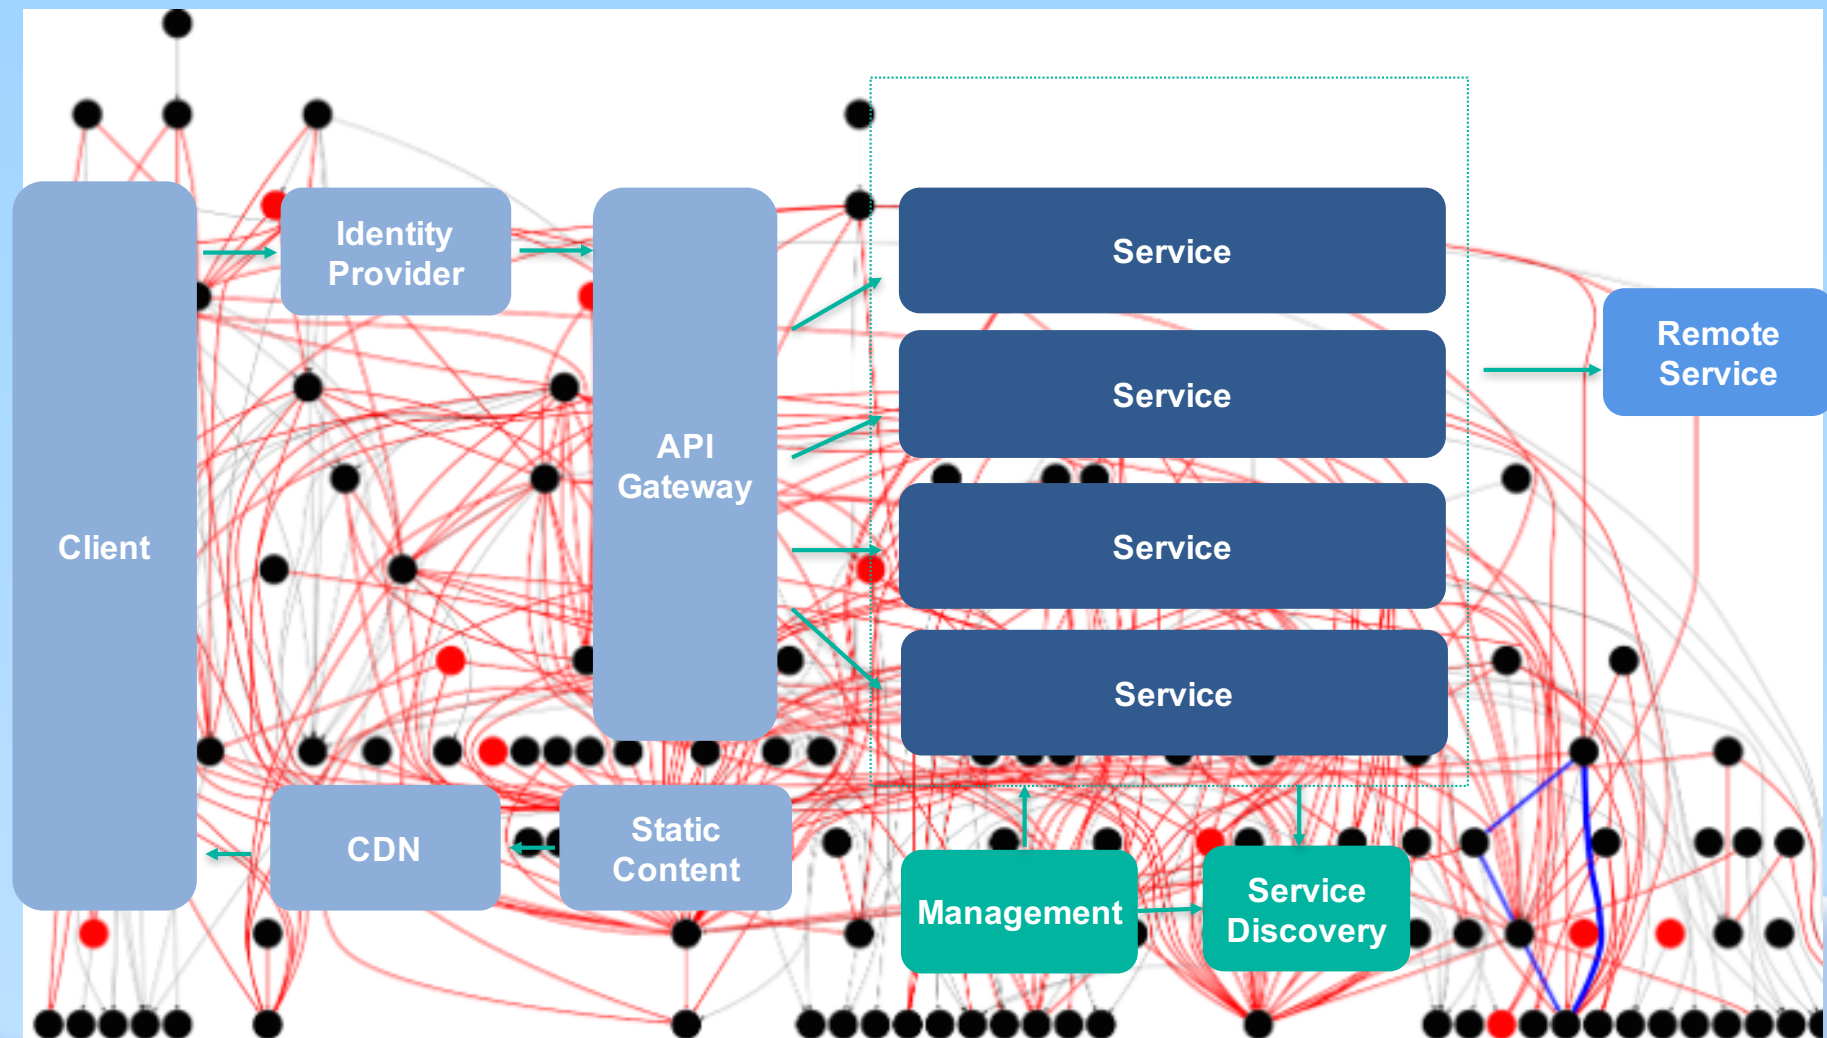 Identity
Provider
Service
Remote
Service
Service
API
Gateway
Client
Service
Service
CDN
Static
Content
Management
Service
Discovery